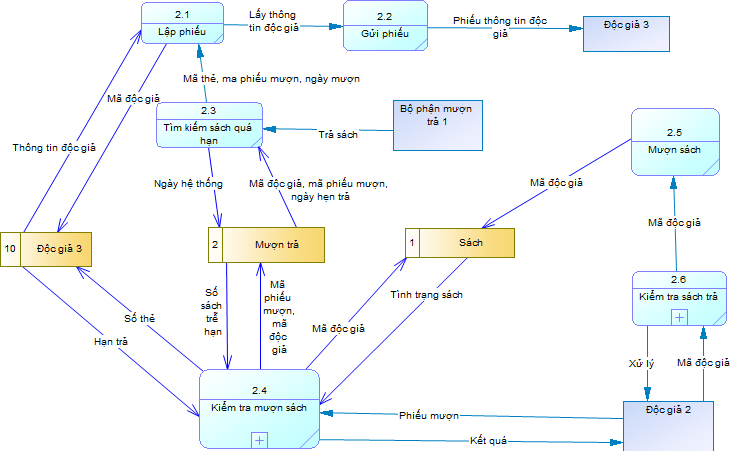 2.1
Lập phiếu
Lấy thông
tin độc giả
2.2
Gửi phiếu
Phiếu thông tin độc
giả
Độc giả 3
Mã thẻ, ma phiếu mượn, ngày mượn
Mã độc giả
2.3
Tìm kiếm sách quá
hạn
Trả sách
Bộ phận mượn
trả 1
2.5
Mượn sách
Thông tin độc giả
Ngày hệ thống
Mã độc giả, mã phiếu mượn,
ngày hẹn trả
Mã độc giả
Mã độc giả
10
Độc giả 3
2
Mượn trả
1
Sách
2.6
Kiểm tra sách trả
Số
sách
trễ
hạn
Mã
phiếu
mượn,
mã
độc
giả
Tình trạng sách
Số thẻ
Mã độc giả
Hạn trả
Xử lý
Mã độc giả
2.4
Kiểm tra mượn sách
Phiếu mượn
Độc giả 2
Kết quả